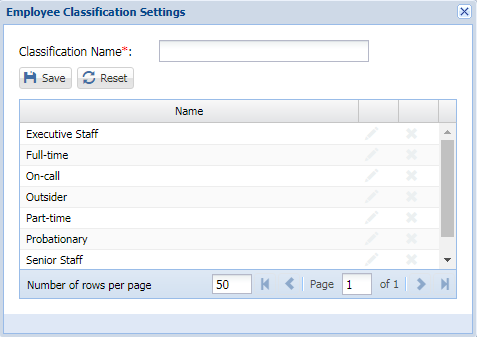 Employee Classification Settings
Classification Name*:
Save Reset
Name
Executive Staff
Full-time
On-call
Outsider
Part-time
Probationary
Senior Staff
Number of rows per page 50 Page 1 of 1